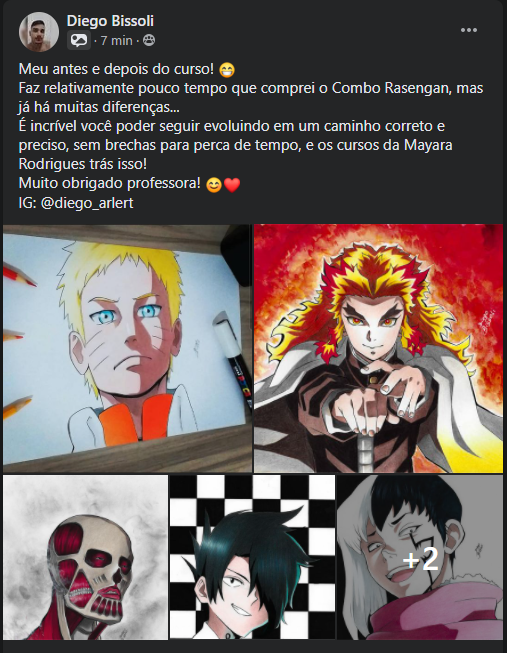 Diego Bissoli
7 min
Meu antes e depois do curso! 😁
Faz relativamente pouco tempo que comprei o Combo Rasengan, mas
já há muitas diferenças...
É incrível você poder seguir evoluindo em um caminho correto e
preciso, sem brechas para perca de tempo, e os cursos da Mayara
Rodrigues trás isso!
Muito obrigado professora! 😊❤️
IG: @diego_arlert
+2